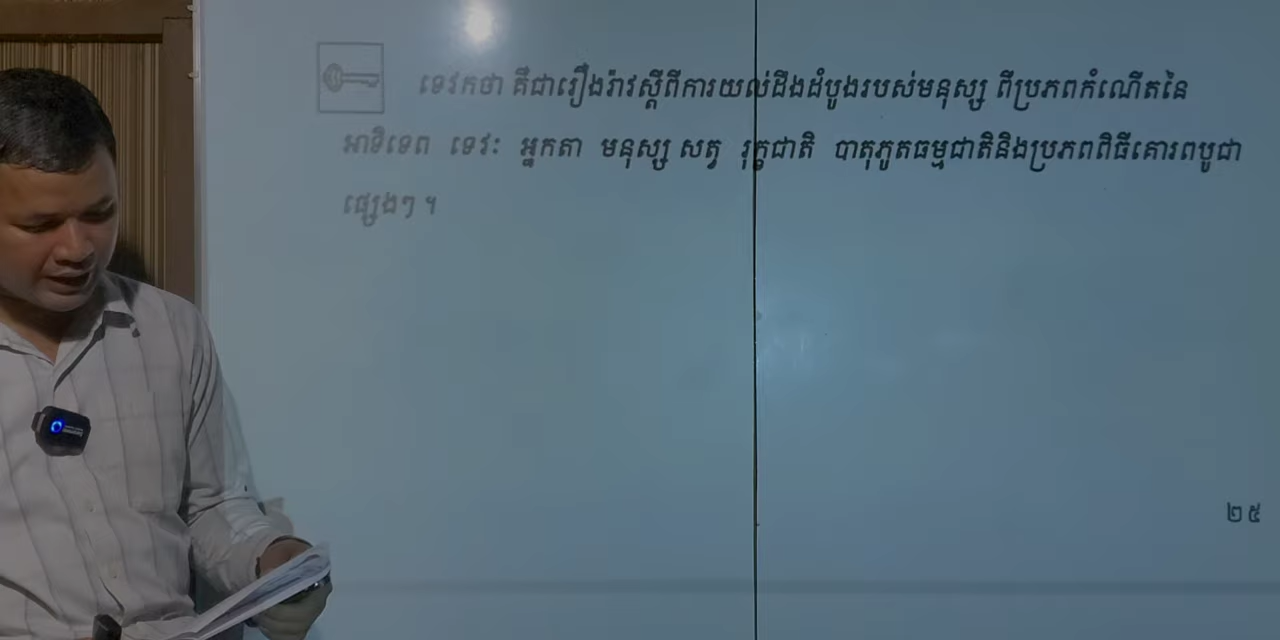 ទេវកថា គឺជារឿងរ៉ាវស្ដីពីការយល់ដឹងដំបូងរបស់មនុស្ស ពីប្រភពកំណើតនៃ
អាទិទេព ទេវៈ អ្នកតា មនុស្ស សត្វ រុក្ខជាតិ បាតុភូតធម្មជាតិនិងប្រភពពិធីគោរពបូជា
ផ្សេងៗ ។
២៥